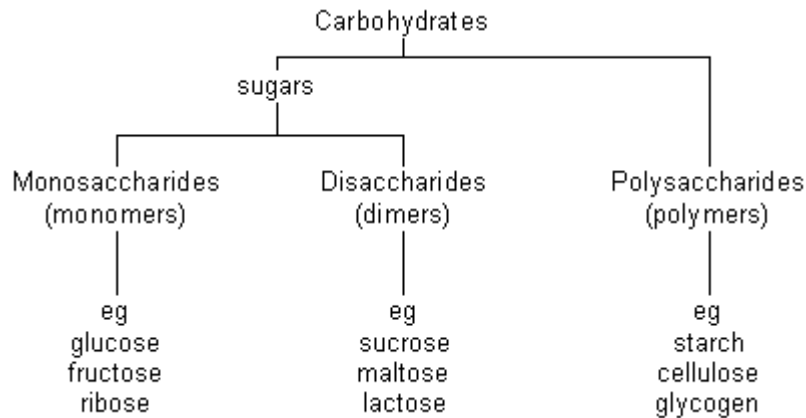 Carbohydrates
sugars
Monosaccharides
(monomers)
Disaccharides
(dimers)
Polysaccharides
(polymers)
eg
glucose
fructose
ribose
eg
sucrose
maltose
lactose
eg
starch
cellulose
glycogen